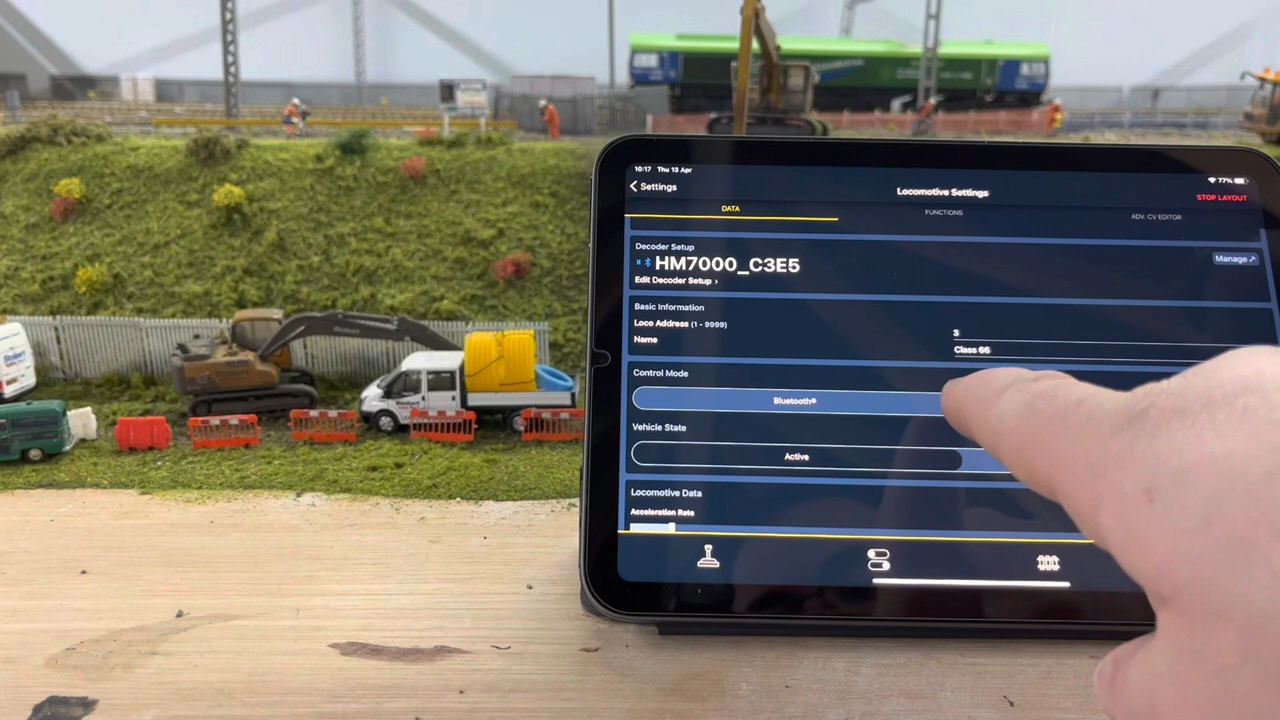 10:17 Thu 13 Apr
77%
Settings
Locomotive Settings
STOP LAYOUT
DATA
FUNCTIONS
ADV. CV EDITOR
Decoder Setup
HM7000_C3E5
Manage
Edit Decoder Setup
Basic Information
Loco Address (1 - 9999)
3
Name
Class 66
Control Mode
Bluetooth®
Vehicle State
Active
Locomotive Data
Acceleration Rate